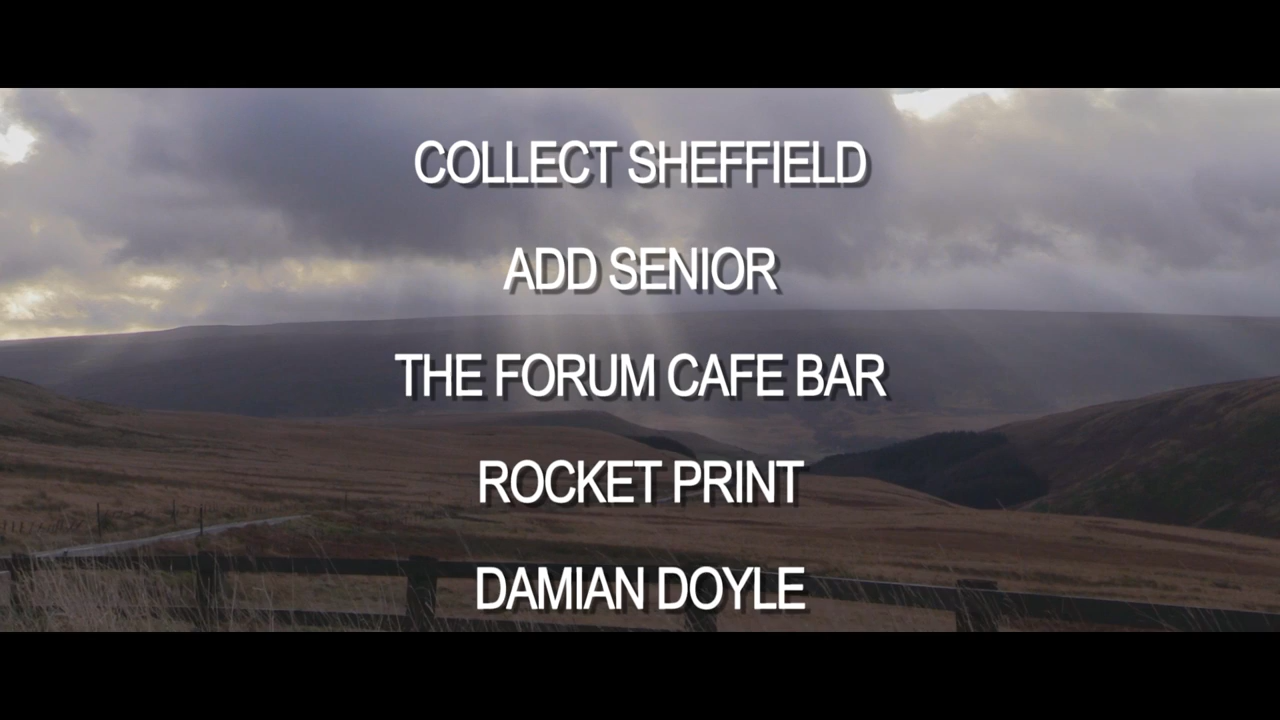 COLLECT SHEFFIELD
ADD SENIOR
THE FORUM CAFE BAR
ROCKET PRINT
DAMIAN DOYLE